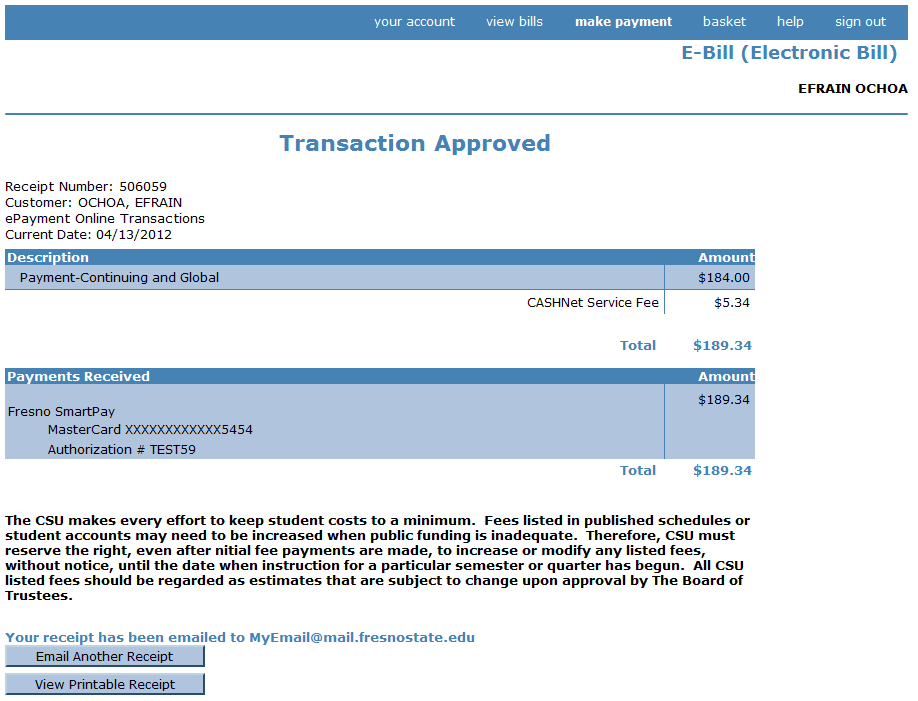 your account view bills make payment basket help sign out
E-Bill (Electronic Bill)
EFRAIN OCHOA
Transaction Approved
Receipt Number: 506059
Customer: OCHOA, EFRAIN
ePayment Online Transactions
Current Date: 04/13/2012
Description Amount
Payment-Continuing and Global $184.00
CASHNet Service Fee $5.34
Total $189.34
Payments Received Amount
$189.34
Fresno SmartPay
MasterCard XXXXXXXXXXXX5454
Authorization # TEST59
Total $189.34
The CSU makes every effort to keep student costs to a minimum.  Fees listed in published schedules or
student accounts may need to be increased when public funding is inadequate.  Therefore, CSU must
reserve the right, even after nitial fee payments are made, to increase or modify any listed fees,
without notice, until the date when instruction for a particular semester or quarter has begun.  All CSU
listed fees should be regarded as estimates that are subject to change upon approval by The Board of
Trustees.
Your receipt has been emailed to MyEmail@mail.fresnostate.edu
Email Another Receipt
View Printable Receipt